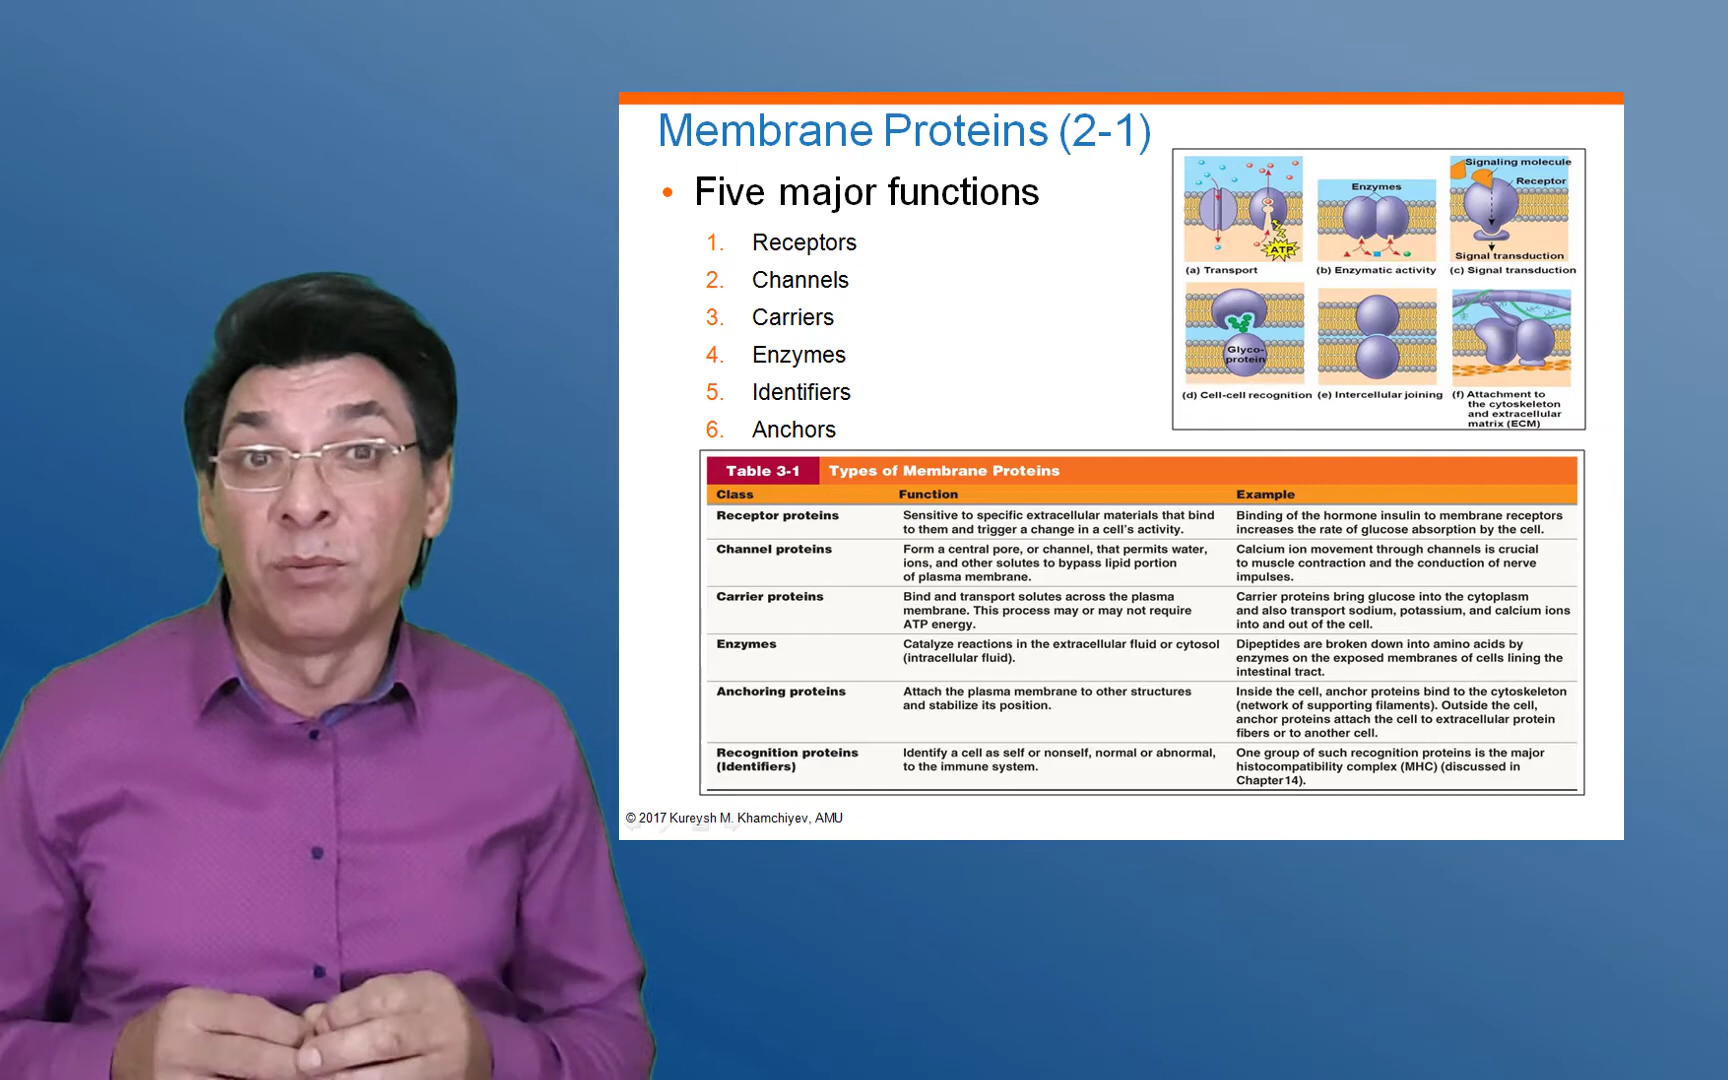 Membrane Proteins (2-1)
• Five major functions
1. Receptors
2. Channels
3. Carriers
4. Enzymes
5. Identifiers
6. Anchors
ATP
(a) Transport
Enzymes
(b) Enzymatic activity
Signaling molecule
Receptor
Signal transduction
(c) Signal transduction
Glyco-
protein
(d) Cell-cell recognition
(e) Intercellular joining
(f) Attachment to
the cytoskeleton
and extracellular
matrix (ECM)
Table 3-1 Types of Membrane Proteins
Class Function Example
Receptor proteins
Sensitive to specific extracellular materials that bind
to them and trigger a change in a cell's activity.
Binding of the hormone insulin to membrane receptors
increases the rate of glucose absorption by the cell.
Channel proteins
Form a central pore, or channel, that permits water,
ions, and other solutes to bypass lipid portion
of plasma membrane.
Calcium ion movement through channels is crucial
to muscle contraction and the conduction of nerve
impulses.
Carrier proteins
Bind and transport solutes across the plasma
membrane. This process may or may not require
ATP energy.
Carrier proteins bring glucose into the cytoplasm
and also transport sodium, potassium, and calcium ions
into and out of the cell.
Enzymes
Catalyze reactions in the extracellular fluid or cytosol
(intracellular fluid).
Dipeptides are broken down into amino acids by
enzymes on the exposed membranes of cells lining the
intestinal tract.
Anchoring proteins
Attach the plasma membrane to other structures
and stabilize its position.
Inside the cell, anchor proteins bind to the cytoskeleton
(network of supporting filaments). Outside the cell,
anchor proteins attach the cell to extracellular protein
fibers or to another cell.
Recognition proteins
(Identifiers)
Identify a cell as self or nonself, normal or abnormal,
to the immune system.
One group of such recognition proteins is the major
histocompatibility complex (MHC) (discussed in
Chapter14).
© 2017 Kureysh M. Khamchiyev, AMU